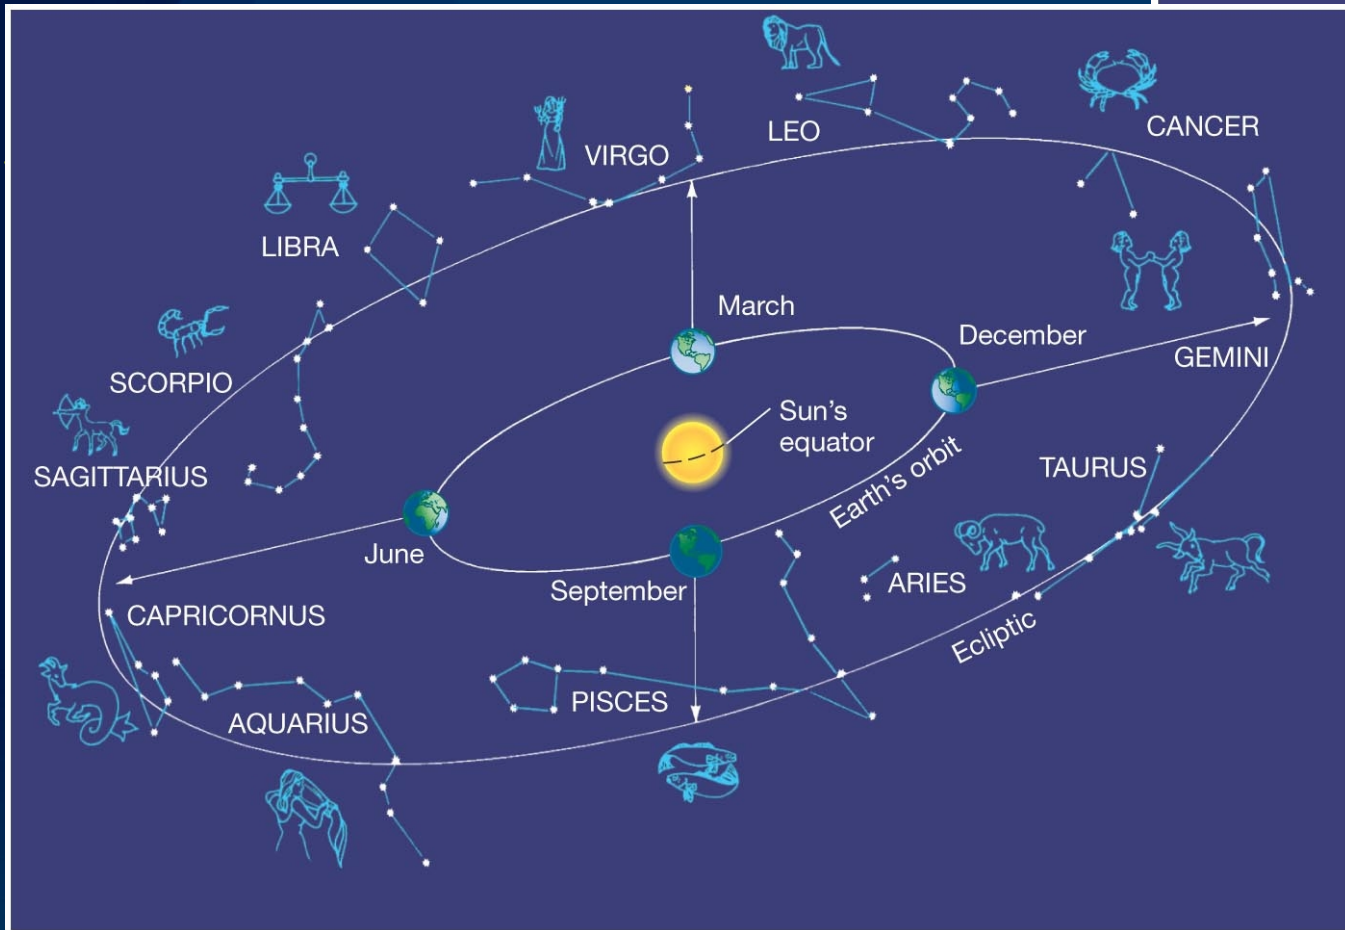 LEO
CANCER
VIRGO
LIBRA
March
December
GEMINI
SCORPIO
Sun's
equator
SAGITTARIUS
TAURUS
Earth's orbit
June
September
ARIES
CAPRICORNUS
Ecliptic
PISCES
AQUARIUS